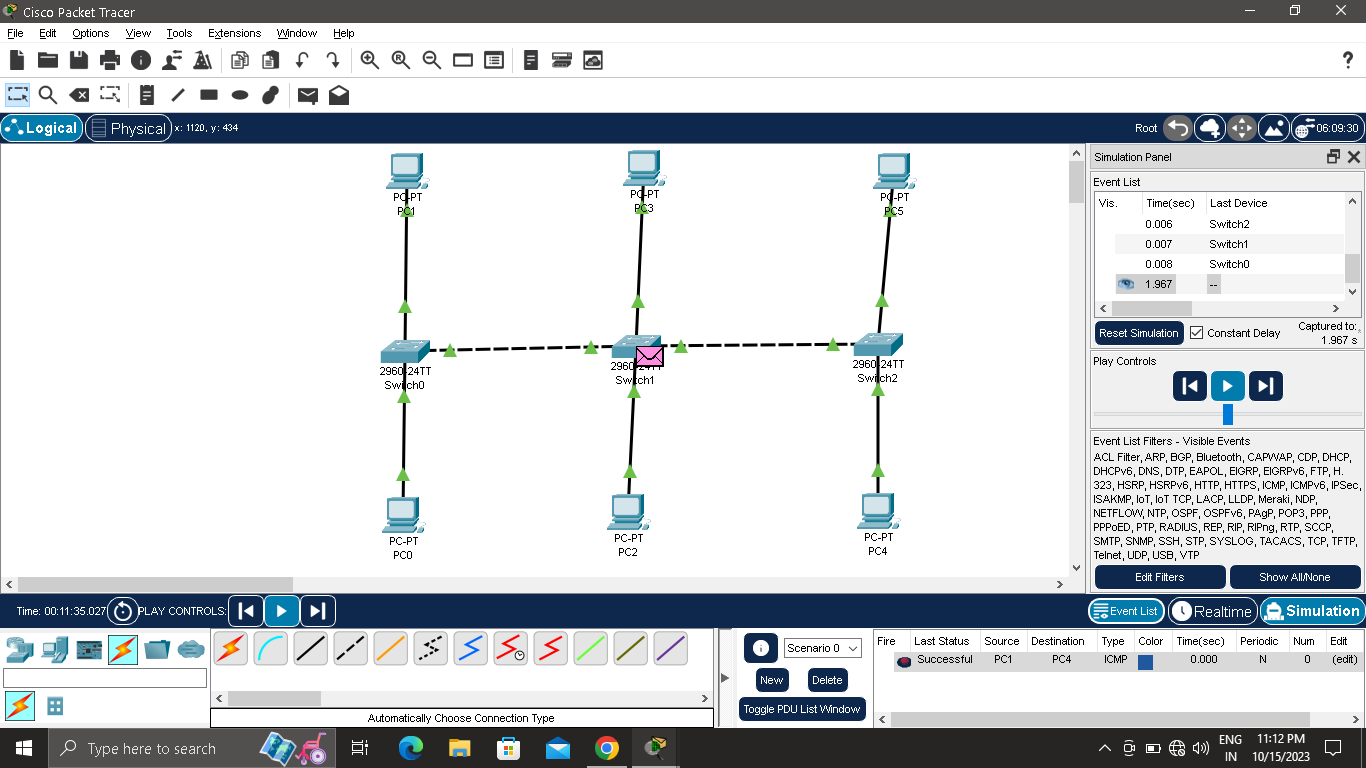 Cisco Packet Tracer
File Edit Options View Tools Extensions Window Help
Logical Physical x: 1120, y: 434 Root 06:09:30
PC-PT
PC1
PC-PT
PC3
PC-PT
PC5
2960-24TT
Switch0
2960-24TT
Switch1
2960-24TT
Switch2
PC-PT
PC0
PC-PT
PC2
PC-PT
PC4
Simulation Panel
Event List
Vis. Time(sec) Last Device
0.006 Switch2
0.007 Switch1
0.008 Switch0
1.967 --
Reset Simulation Constant Delay Captured to:
1.967 s
Play Controls
Event List Filters - Visible Events
ACL Filter, ARP, BGP, Bluetooth, CAPWAP, CDP, DHCP,
DHCPv6, DNS, DTP, EAPOL, EIGRP, EIGRPv6, FTP, H.
323, HSRP, HSRPv6, HTTP, HTTPS, ICMP, ICMPv6, IPSec,
ISAKMP, IoT, IoT TCP, LACP, LLDP, Meraki, NDP,
NETFLOW, NTP, OSPF, OSPFv6, PAgP, POP3, PPP,
PPPoED, PTP, RADIUS, REP, RIP, RIPng, RTP, SCCP,
SMTP, SNMP, SSH, STP, SYSLOG, TACACS, TCP, TFTP,
Telnet, UDP, USB, VTP
Edit Filters Show All/None
Time: 00:11:35.027 PLAY CONTROLS: Event List Realtime Simulation
Automatically Choose Connection Type
Scenario 0
New Delete
Toggle PDU List Window
Fire Last Status Source Destination Type Color Time(sec) Periodic Num Edit
Successful PC1 PC4 ICMP 0.000 N 0 (edit)
Type here to search
ENG
IN
11:12 PM
10/15/2023